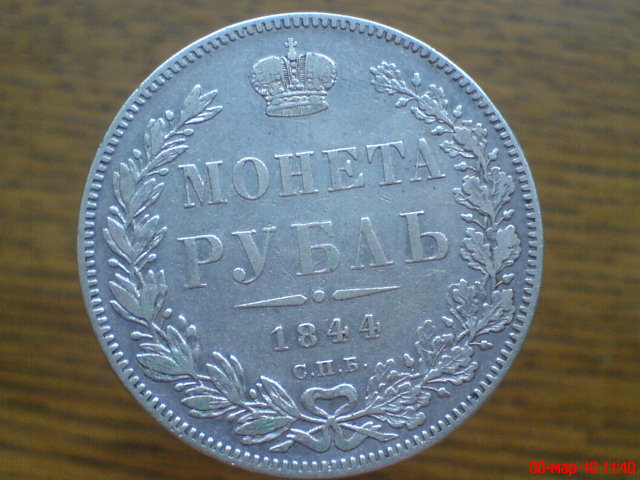 МОНЕТА
РУБЛЬ
1844
С.П.Б.
06-мар-10 11:40